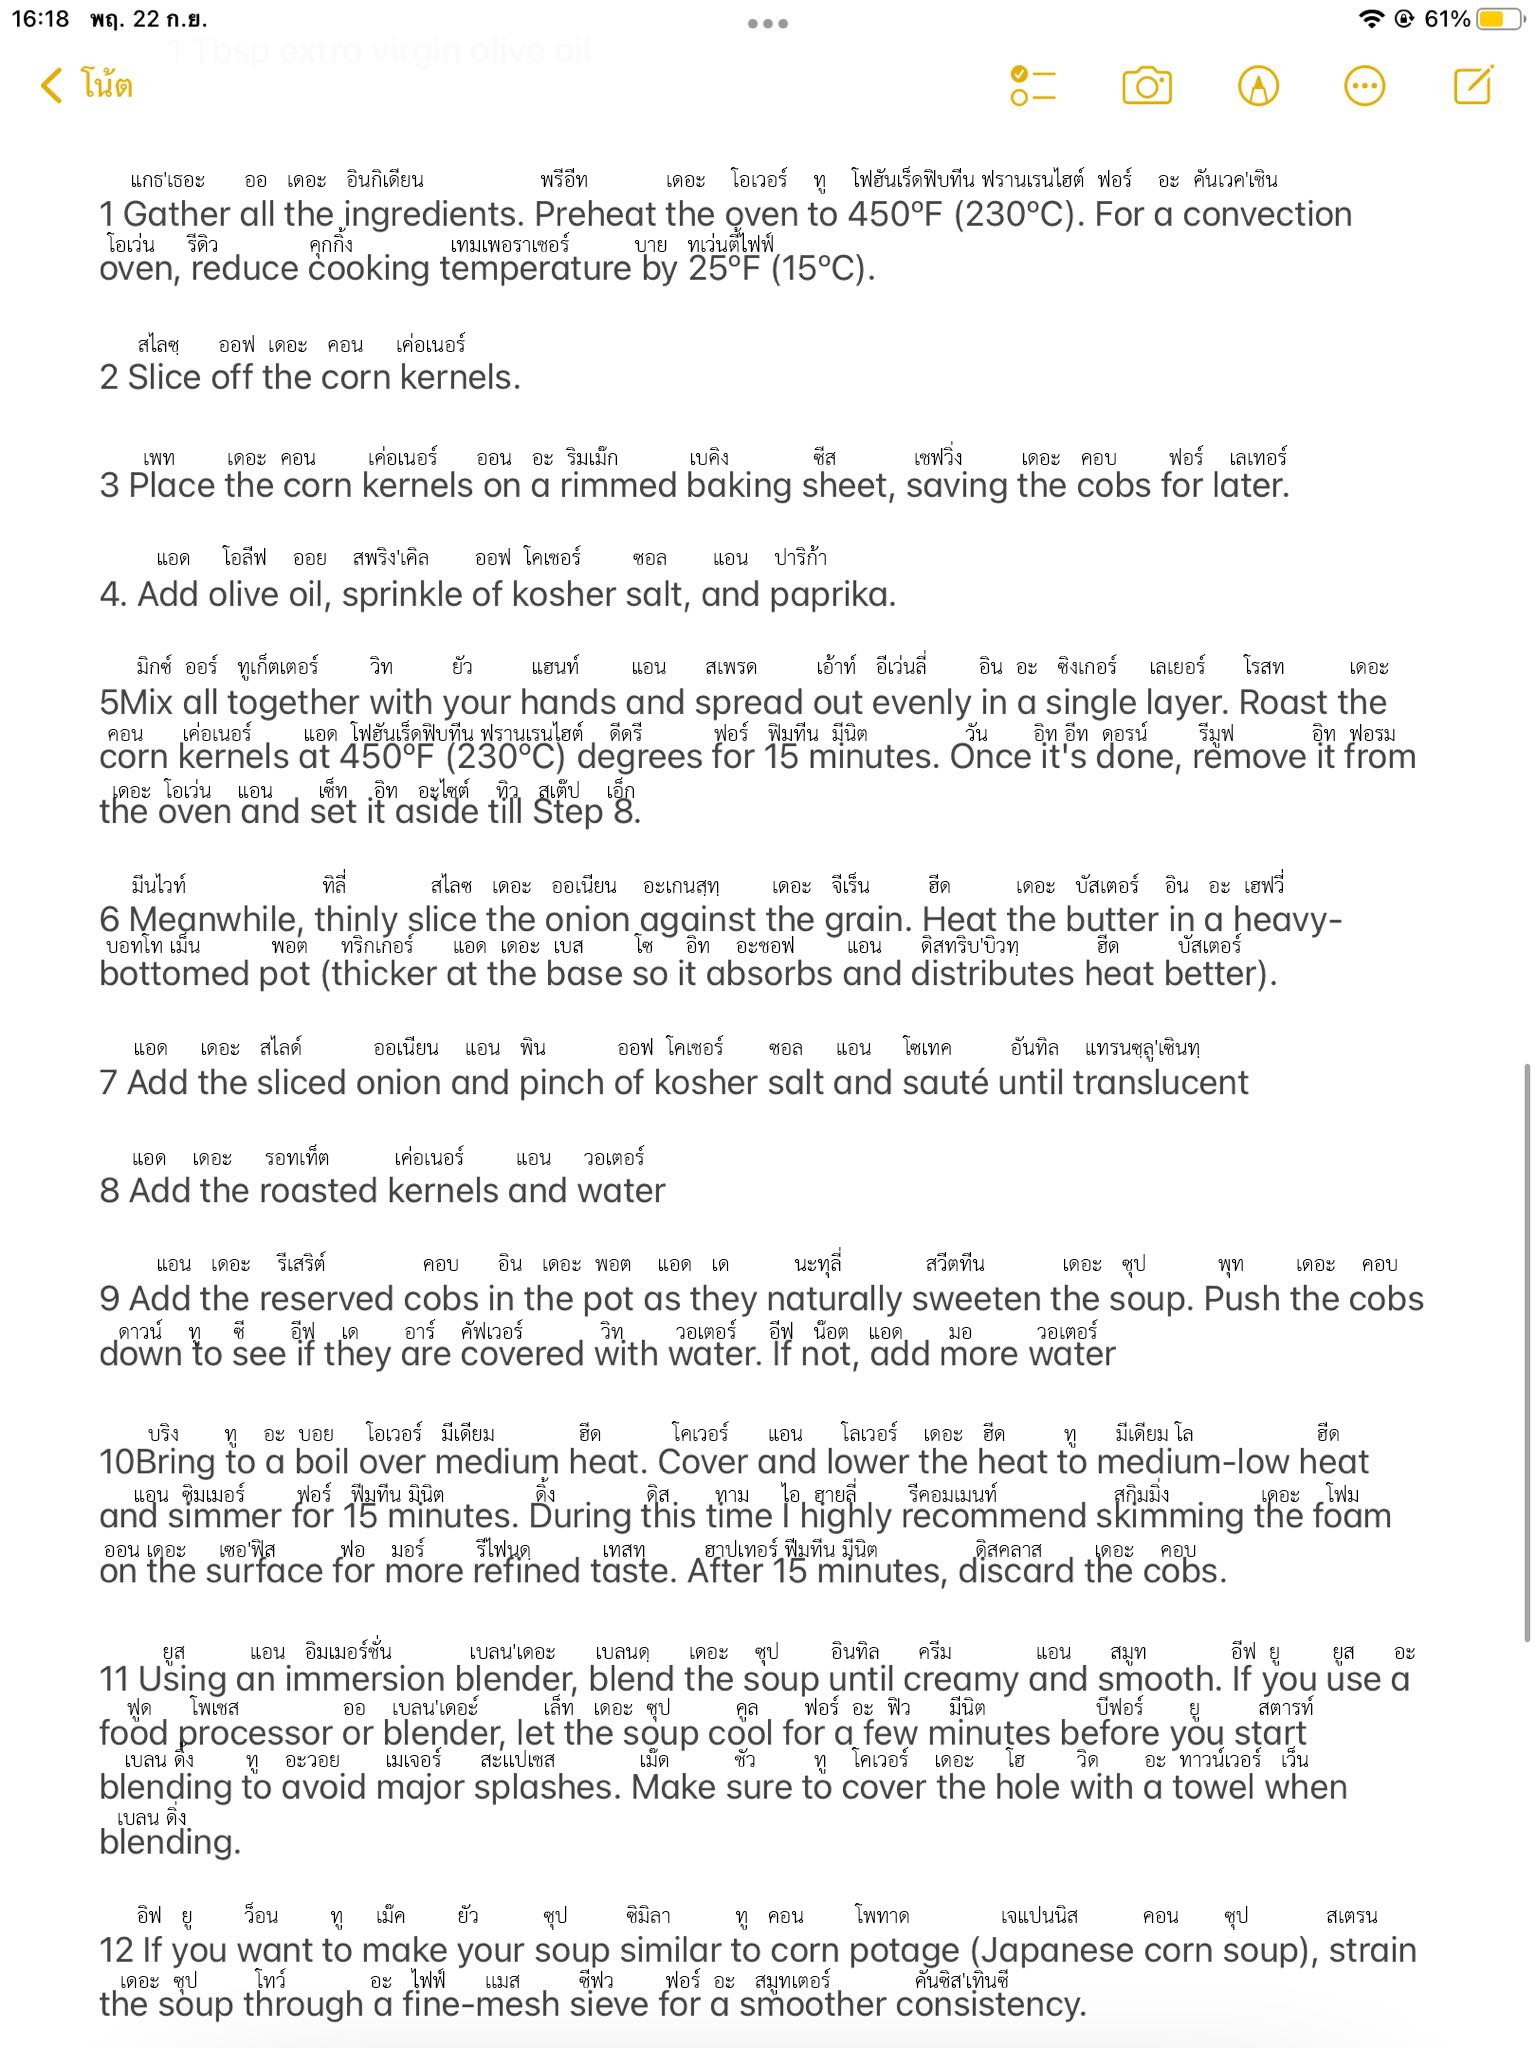 16:18 พฤ. 22 ก.ย.
61%
1 Tbsp extra virgin olive oil
โน้ต
แกธ'เธอะ ออ เดอะ อินกิเดียน พรีอีท เดอะ โอเวอร์ ทู โฟฮันเร็ดฟิบทีน ฟรานเรนไฮต์ ฟอร์ อะ คันเวค'เชิน
1 Gather all the ingredients. Preheat the oven to 450ºF (230ºC). For a convection
โอเว่น รีดิว คุกกิ้ง เทมเพอราเชอร์ บาย ทเว่นตี้ไฟฟ์
oven, reduce cooking temperature by 25ºF (15ºC).
สไลซฺ ออฟ เดอะ คอน เค่อเนอร์
2 Slice off the corn kernels.
เพท เดอะ คอน เค่อเนอร์ ออน อะ ริมเม๊ก เบคิง ซีส เซฟวิ่ง เดอะ คอบ ฟอร์ เลเทอร์
3 Place the corn kernels on a rimmed baking sheet, saving the cobs for later.
แอด โอลีฟ ออย สพริง'เคิล ออฟ โคเชอร์ ซอล แอน ปาริก้า
4. Add olive oil, sprinkle of kosher salt, and paprika.
มิกซ์ ออร์ ทูเก็ตเตอร์ วิท ยัว แฮนท์ แอน สเพรด เอ้าท์ อีเว่นลี่ อิน อะ ซิงเกอร์ เลเยอร์ โรสท เดอะ
5Mix all together with your hands and spread out evenly in a single layer. Roast the
คอน เค่อเนอร์ แอด โฟฮันเร็ดฟิบทีน ฟรานเรนไฮต์ ดีดรี ฟอร์ ฟิมทีน มีนิต วัน อิท อีท ดอรน์ รีมูฟ อิท ฟอรม
corn kernels at 450ºF (230ºC) degrees for 15 minutes. Once it's done, remove it from
เดอะ โอเว่น แอน เซ็ท อิท อะไซต์ ทิว สเต๊ป เอ็ก
the oven and set it aside till Step 8.
มีนไวท์ ทิลี่ สไลซ เดอะ ออเนียน อะเกนสฺทฺ เดอะ จีเร็น ฮีด เดอะ บัสเตอร์ อิน อะ เฮฟวี่
6 Meanwhile, thinly slice the onion against the grain. Heat the butter in a heavy-
บอทโท เม็น พอต ทริกเกอร์ แอด เดอะ เบส โซ อิท อะซอฟ แอน ดิสทริบ'บิวทฺ ฮีด บัสเตอร์
bottomed pot (thicker at the base so it absorbs and distributes heat better).
แอด เดอะ สไลด์ ออเนียน แอน พิน ออฟ โคเชอร์ ซอล แอน โซเทค อันทิล แทรนซฺลู'เซินทฺ
7 Add the sliced onion and pinch of kosher salt and sauté until translucent
แอด เดอะ รอทเท็ต เค่อเนอร์ แอน วอเตอร์
8 Add the roasted kernels and water
แอน เดอะ รีเสริต์ คอบ อิน เดอะ พอต แอด เด นะทุลี่ สวีตทีน เดอะ ซุป พุท เดอะ คอบ
9 Add the reserved cobs in the pot as they naturally sweeten the soup. Push the cobs
ดาวน์ ทู ซี อีฟ เด อาร์ คัฟเวอร์ วิท วอเตอร์ อีฟ น๊อต แอด มอ วอเตอร์
down to see if they are covered with water. If not, add more water
บริง ทู อะ บอย โอเวอร์ มีเดียม ฮีด โคเวอร์ แอน โลเวอร์ เดอะ ฮีด ทู มีเดียม โล ฮีด
10Bring to a boil over medium heat. Cover and lower the heat to medium-low heat
แอน ซิมเมอร์ ฟอร์ ฟีมทีน มินิต ดิ้ง ดิส ทาม ไอ ฮายลี่ รีคอมเมนท์ สกิมมิ่ง เดอะ โฟม
and simmer for 15 minutes. During this time I highly recommend skimming the foam
ออน เดอะ เซอ'ฟิส ฟอ มอร์ รีไฟนฺดฺ เทสทฺ ฮาปเทอร์ ฟีมทีน มีนิต ดิสคลาส เดอะ คอบ
on the surface for more refined taste. After 15 minutes, discard the cobs.
ยูส แอน อิมเมอร์ชั่น เบลน'เดอะ เบลนดฺ เดอะ ซุป อินทิล ครีม แอน สมูท อีฟ ยู ยูส อะ
11 Using an immersion blender, blend the soup until creamy and smooth. If you use a
ฟูด โพเซส ออ เบลน'เดอะ์ เล็ท เดอะ ซุป คูล ฟอร์ อะ ฟิว มีนิต บีฟอร์ ยู สตารท์
food processor or blender, let the soup cool for a few minutes before you start
เบลน ดิ่ง ทู อะวอย เมเจอร์ สะแปเชส เม๊ด ชัว ทู โคเวอร์ เดอะ โฮ วิด อะ ทาวน์เวอร์ เว็น
blending to avoid major splashes. Make sure to cover the hole with a towel when
เบลน ดิ่ง
blending.
อิฟ ยู ว็อน ทู เม๊ค ยัว ซุป ซิมิลา ทู คอน โพทาด เจแปนนิส คอน ซุป สเตรน
12 If you want to make your soup similar to corn potage (Japanese corn soup), strain
เดอะ ซุป โทว์ อะ ไฟฟ์ แมส ซีฟว ฟอร์ อะ สมูทเตอร์ คันซิส'เทินซี
the soup through a fine-mesh sieve for a smoother consistency.